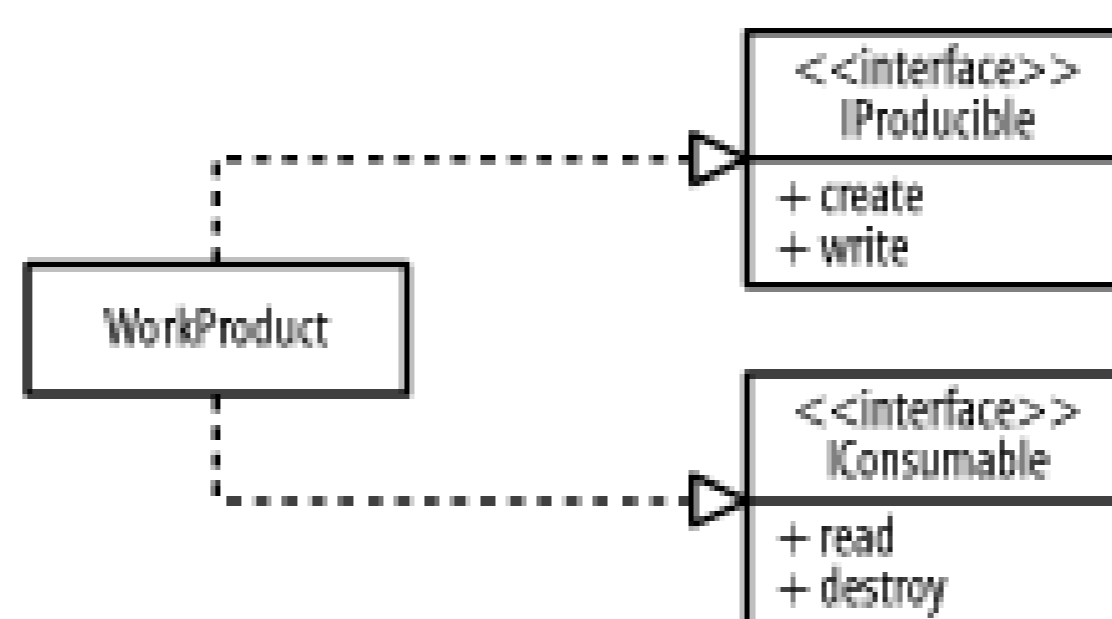 <<interface>>
IProducible
+ create
+ write
WorkProduct
<<interface>>
IConsumable
+ read
+ destroy